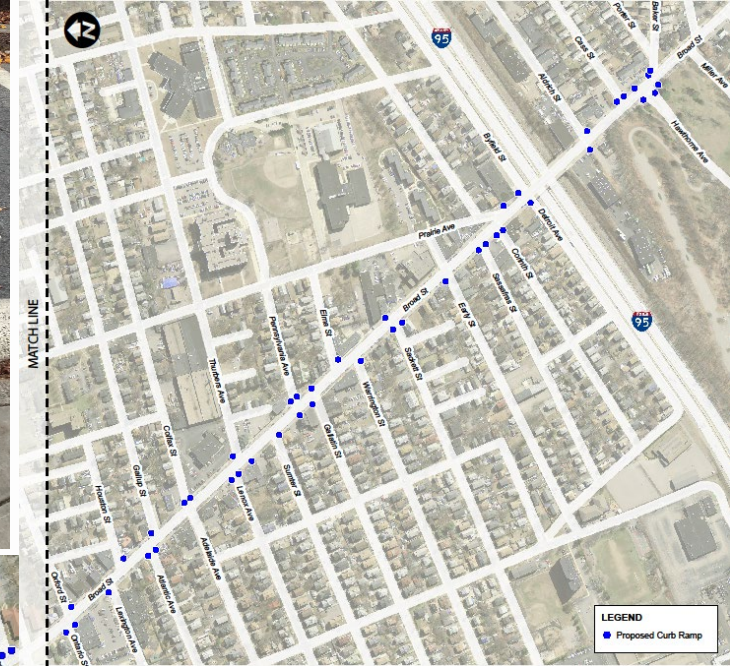 N
INTERSTATE
95
Porter St
Baker St
Cass St
Broad St
Miller Ave
Aldrich St
Hawthorne Ave
Byfield St
Detroit Ave
Prairie Ave
Corinth St
Sassafras St
INTERSTATE
95
MATCH LINE
Broad St
Early St
Elma St
Pennsylvania Ave
Sackett St
Thurbers Ave
Warrington St
Gallatin St
Colfax St
Sumter St
Gallup St
Houston St
Lenox Ave
Adelaide Ave
Oxford St
Broad St
Atlantic Ave
Lexington Ave
Ontario St
LEGEND
Proposed Curb Ramp